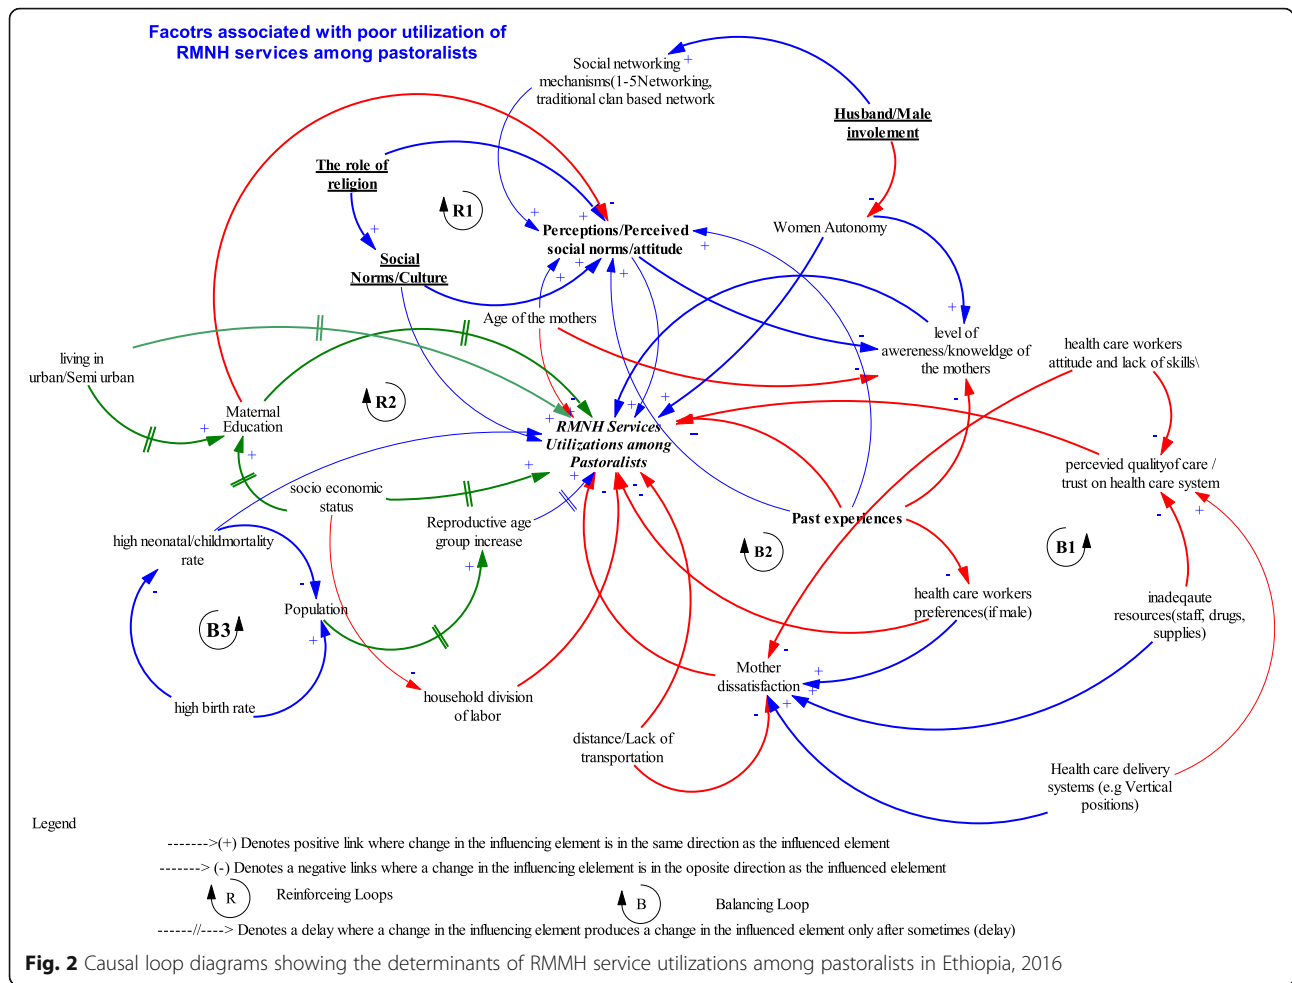 Facotrs associated with poor utilization of
RMNH services among pastoralists
Social networking
mechanisms(1-5Networking,
traditional clan based network
+
Husband/Male
involement
The role of
religion
R1
+
+
+
-
-
Perceptions/Perceived
social norms/attitude
+
Women Autonomy
Social
Norms/Culture
+
+
+
+
Age of the mothers
level of
awereness/knoweldge of
the mothers
-
-
-
health care workers
attitude and lack of skills\
living in
urban/Semi urban
R2
Maternal
Education
+
+
RMNH Services
Utilizations among
Pastoralists
-
+
+
+
-
+
+
-
-
-
percevied qualityof care /
trust on health care system
-
-
+
socio economic
status
Reproductive age
group increase
+
Past experiences
high neonatal/childmortality
rate
B2
B1
-
-
Population
+
B3
-
health care workers
preferences(if male)
inadeqaute
resources(staff, drugs,
supplies)
-
Mother
dissatisfaction
+
+
+
-
-
household division
of labor
high birth rate
distance/Lack of
transportation
Health care delivery
systems (e.g Vertical
positions)
Legend
------->(+) Denotes positive link where change in the influencing element is in the same direction as the influenced element
-------> (-) Denotes a negative links where a change in the influencing elelement is in the oposite direction as the influenced elelement
R Reinforceing Loops B Balancing Loop
------//----> Denotes a delay where a change in the influencing element produces a change in the influenced element only after sometimes (delay)
Fig. 2 Causal loop diagrams showing the determinants of RMMH service utilizations among pastoralists in Ethiopia, 2016